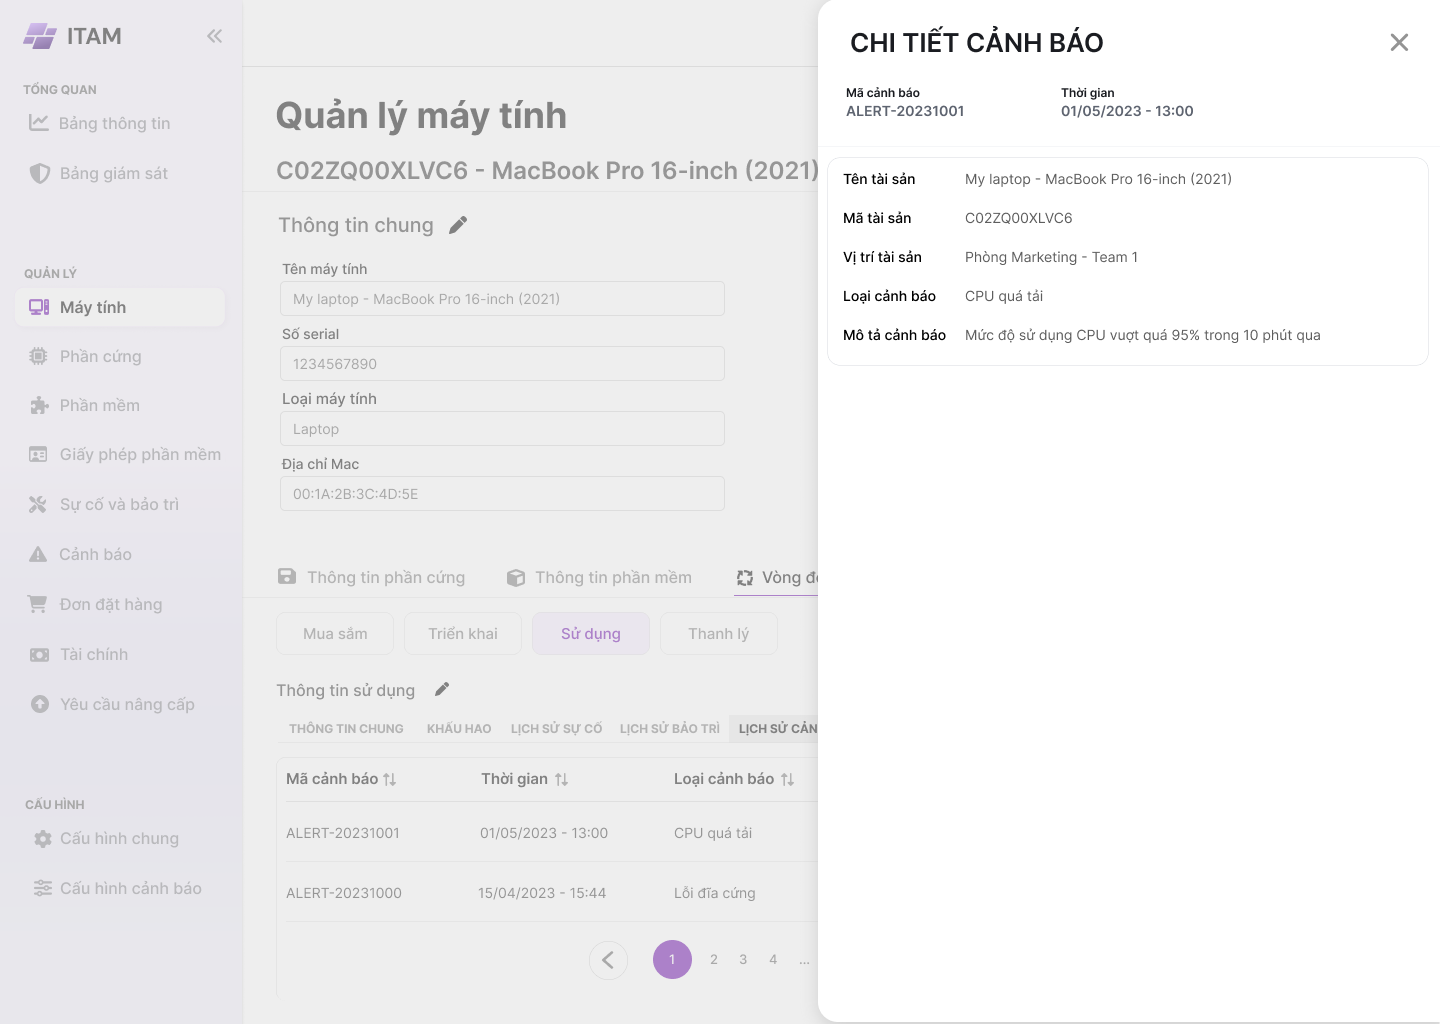 ITAM
TỔNG QUAN
Bảng thông tin
Bảng giám sát
QUẢN LÝ
Máy tính
Phần cứng
Phần mềm
Giấy phép phần mềm
Sự cố và bảo trì
Cảnh báo
Đơn đặt hàng
Tài chính
Yêu cầu nâng cấp
CẤU HÌNH
Cấu hình chung
Cấu hình cảnh báo
Quản lý máy tính
C02ZQ00XLVC6 - MacBook Pro 16-inch (2021)
Thông tin chung
Tên máy tính
My laptop - MacBook Pro 16-inch (2021)
Số serial
1234567890
Loại máy tính
Laptop
Địa chỉ Mac
00:1A:2B:3C:4D:5E
Thông tin phần cứng Thông tin phần mềm Vòng
Mua sắm Triển khai Sử dụng Thanh lý
Thông tin sử dụng
THÔNG TIN CHUNG KHẤU HAO LỊCH SỬ SỰ CỐ LỊCH SỬ BẢO TRÌ LỊCH SỬ
Mã cảnh báo Thời gian Loại cảnh báo
ALERT-20231001 01/05/2023 - 13:00 CPU quá tải
ALERT-20231000 15/04/2023 - 15:44 Lỗi đĩa cứng
1 2 3 4 ...
CHI TIẾT CẢNH BÁO
Mã cảnh báo Thời gian
ALERT-20231001 01/05/2023 - 13:00
Tên tài sản My laptop - MacBook Pro 16-inch (2021)
Mã tài sản C02ZQ00XLVC6
Vị trí tài sản Phòng Marketing - Team 1
Loại cảnh báo CPU quá tải
Mô tả cảnh báo Mức độ sử dụng CPU vượt quá 95% trong 10 phút qua